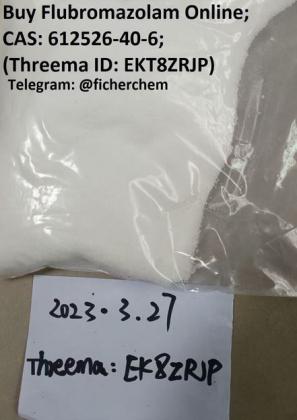 Buy Flubromazolam Online;
CAS: 612526-40-6;
(Threema ID: EKT8ZRJP)
Telegram: @ficherchem
2023.3.27
Threema: EK8ZRJP